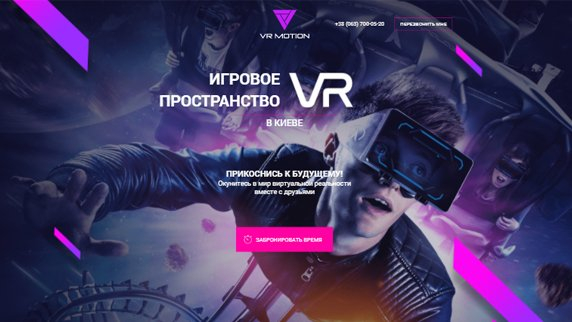 VR MOTION
+38 (063) 700-05-20
ПЕРЕЗВОНИТЬ МНЕ
ИГРОВОЕ
ПРОСТРАНСТВО
VR
В КИЕВЕ
ПРИКОСНИСЬ К БУДУЩЕМУ!
Окунитесь в мир виртуальной реальности
вместе с друзьями
ЗАБРОНИРОВАТЬ ВРЕМЯ